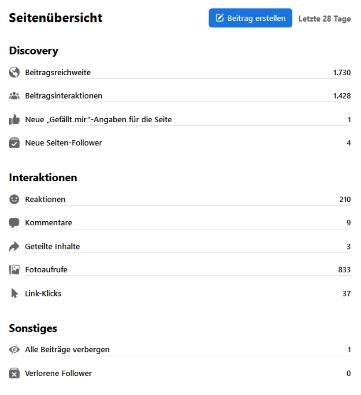 Seitenübersicht
Beitrag erstellen Letzte 28 Tage
Discovery
Beitragsreichweite 1.730
Beitragsinteraktionen 1.428
Neue „Gefällt mir“-Angaben für die Seite 1
Neue Seiten-Follower 4
Interaktionen
Reaktionen 210
Kommentare 9
Geteilte Inhalte 3
Fotoaufrufe 833
Link-Klicks 37
Sonstiges
Alle Beiträge verbergen 1
Verlorene Follower 0